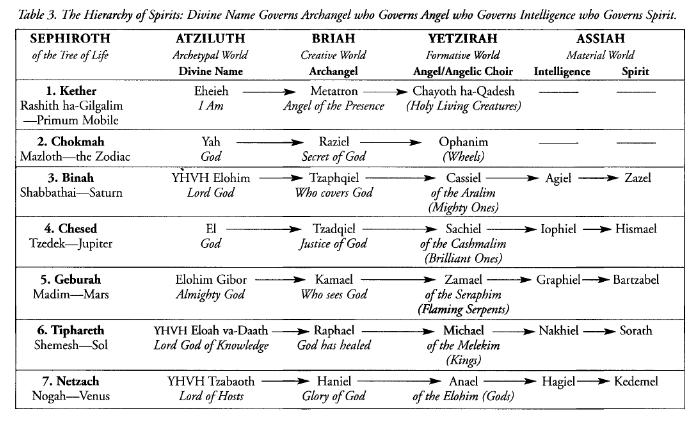 Table 3. The Hierarchy of Spirits: Divine Name Governs Archangel who Governs Angel who Governs Intelligence who Governs Spirit.
SEPHIROTH ATZILUTH BRIAH YETZIRAH ASSIAH
of the Tree of Life Archetypal World Creative World Formative World Material World
Divine Name Archangel Angel/Angelic Choir Intelligence Spirit
1. Kether Eheieh Metatron Chayoth ha-Qadesh
Rashith ha-Gilgalim I Am Angel of the Presence (Holy Living Creatures)
—Primum Mobile
2. Chokmah Yah Raziel Ophanim
Mazloth—the Zodiac God Secret of God (Wheels)
3. Binah YHVH Elohim Tzaphqiel Cassiel Agiel Zazel
Shabbathai—Saturn Lord God Who covers God of the Aralim
(Mighty Ones)
4. Chesed El Tzadqiel Sachiel Iophiel Hismael
Tzedek—Jupiter God Justice of God of the Cashmalim
(Brilliant Ones)
5. Geburah Elohim Gibor Kamael Zamael Graphiel Bartzabel
Madim—Mars Almighty God Who sees God of the Seraphim
(Flaming Serpents)
6. Tiphareth YHVH Eloah va-Daath Raphael Michael Nakhiel Sorath
Shemesh—Sol Lord God of Knowledge God has healed of the Melekim
(Kings)
7. Netzach YHVH Tzabaoth Haniel Anael Hagiel Kedemel
Nogah—Venus Lord of Hosts Glory of God of the Elohim (Gods)